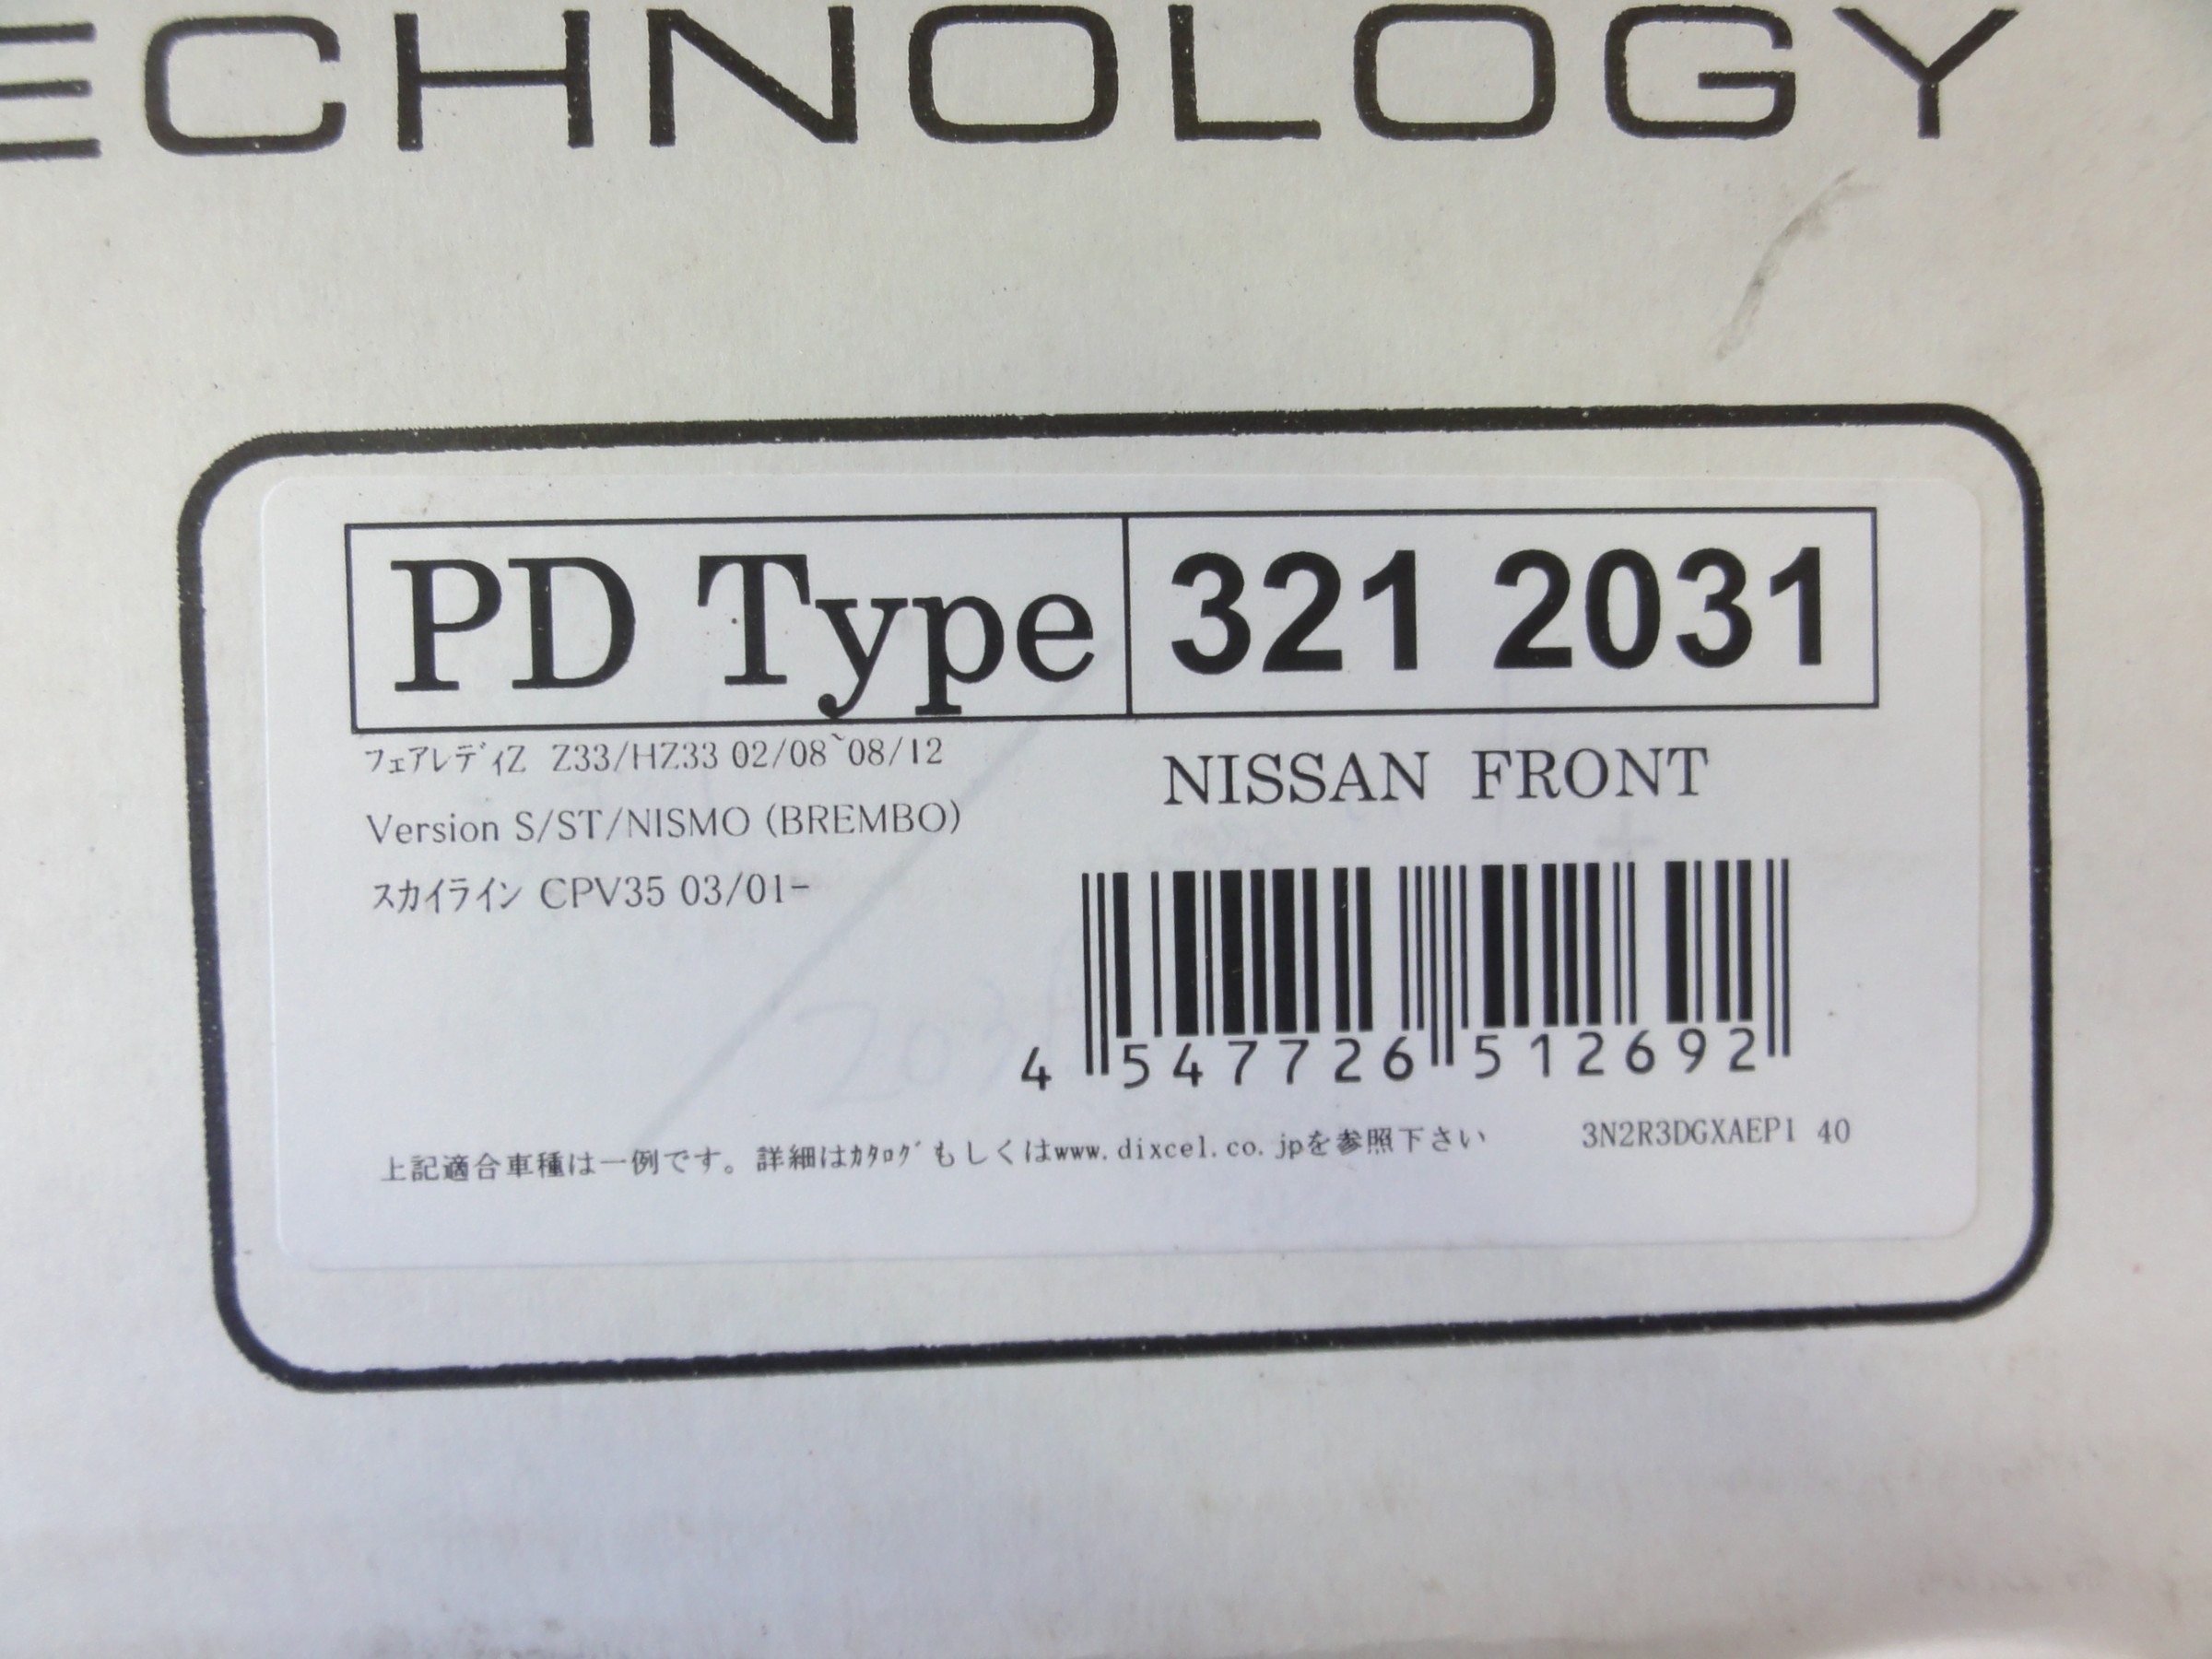 ECHNOLOGY
PD Type 321 2031
フェアレディZ Z33/HZ33 02/08~08/12
NISSAN FRONT
Version S/ST/NISMO (BREMBO)
スカイライン CPV35 03/01-
4 547726 512692
上記適合車種は一例です。詳細はカタログもしくはwww.dixcel.co.jpを参照下さい
3N2R3DGXAEP1 40